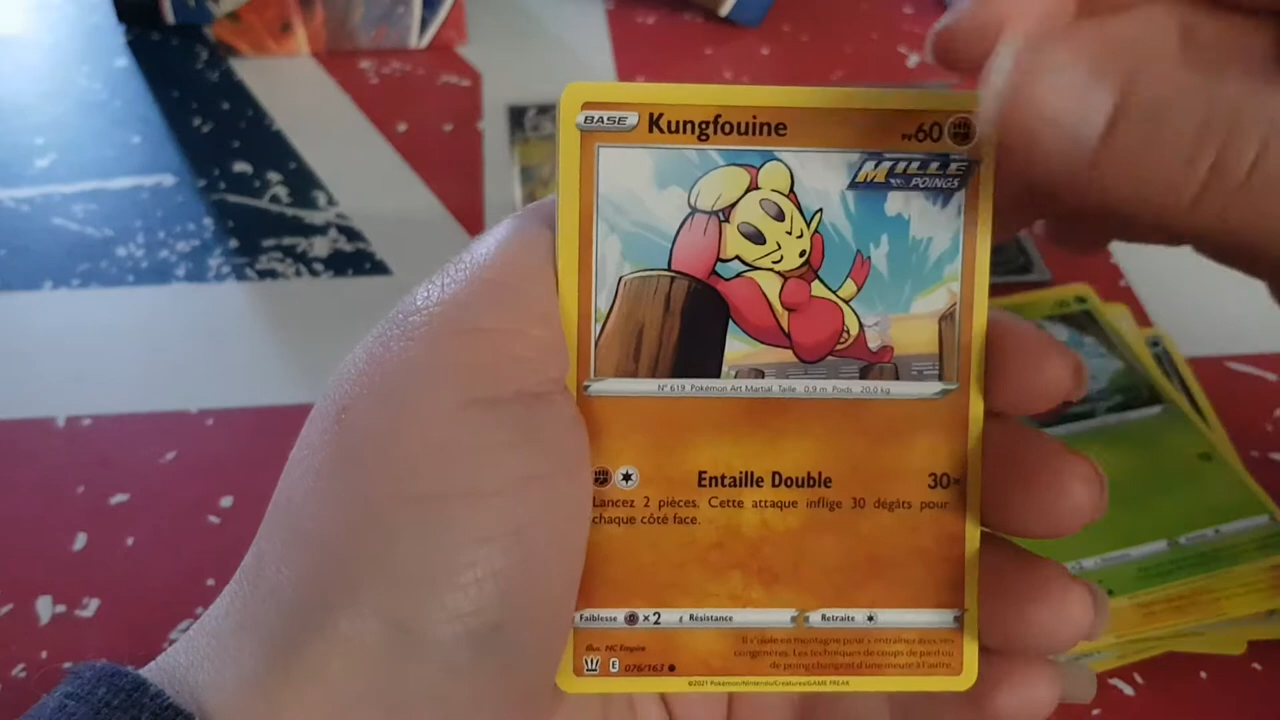 BASE Kungfouine PV60
MILLE POINGS
N° 619 Pokémon Art Martial Taille : 0,9 m Poids : 20,0 kg
Entaille Double 30×
Lancez 2 pièces. Cette attaque inflige 30 dégâts pour
chaque côté face.
Faiblesse ×2 Résistance Retraite
Illus. NC Empire
Il s'isole en montagne pour s'entraîner avec ses
congénères. Les techniques de coups de pied ou
de poing changent d'une meute à l'autre.
E 076/163
©2021 Pokémon/Nintendo/Creatures/GAME FREAK